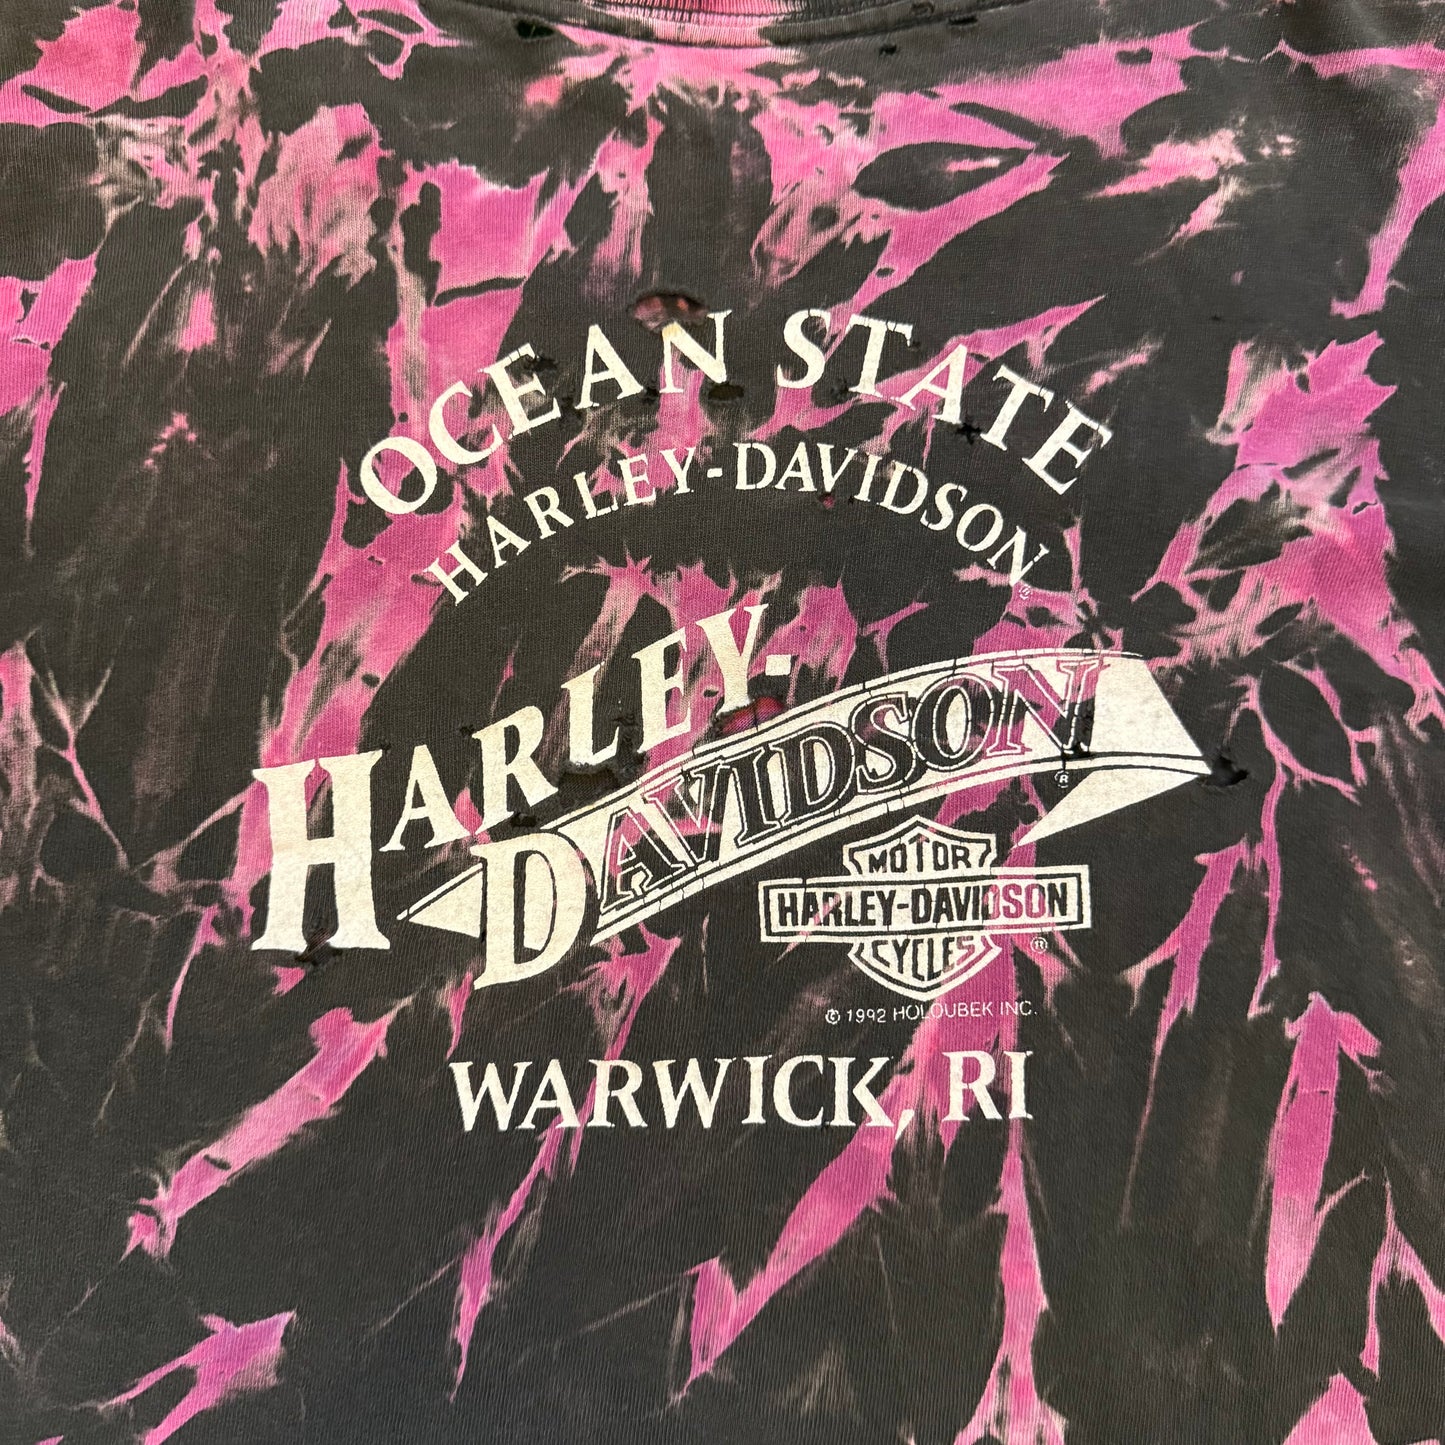 OCEAN STATE
HARLEY-DAVIDSON®
HARLEY-
DAVIDSON®
MOTOR
HARLEY-DAVIDSON
CYCLES ®
© 1992 HOLOUBEK INC.
WARWICK, RI